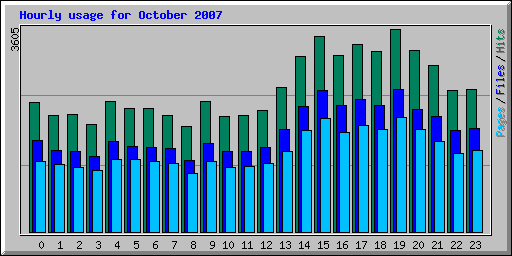 Hourly usage for October 2007
3605
Pages / Files / Hits
0 1 2 3 4 5 6 7 8 9 10 11 12 13 14 15 16 17 18 19 20 21 22 23